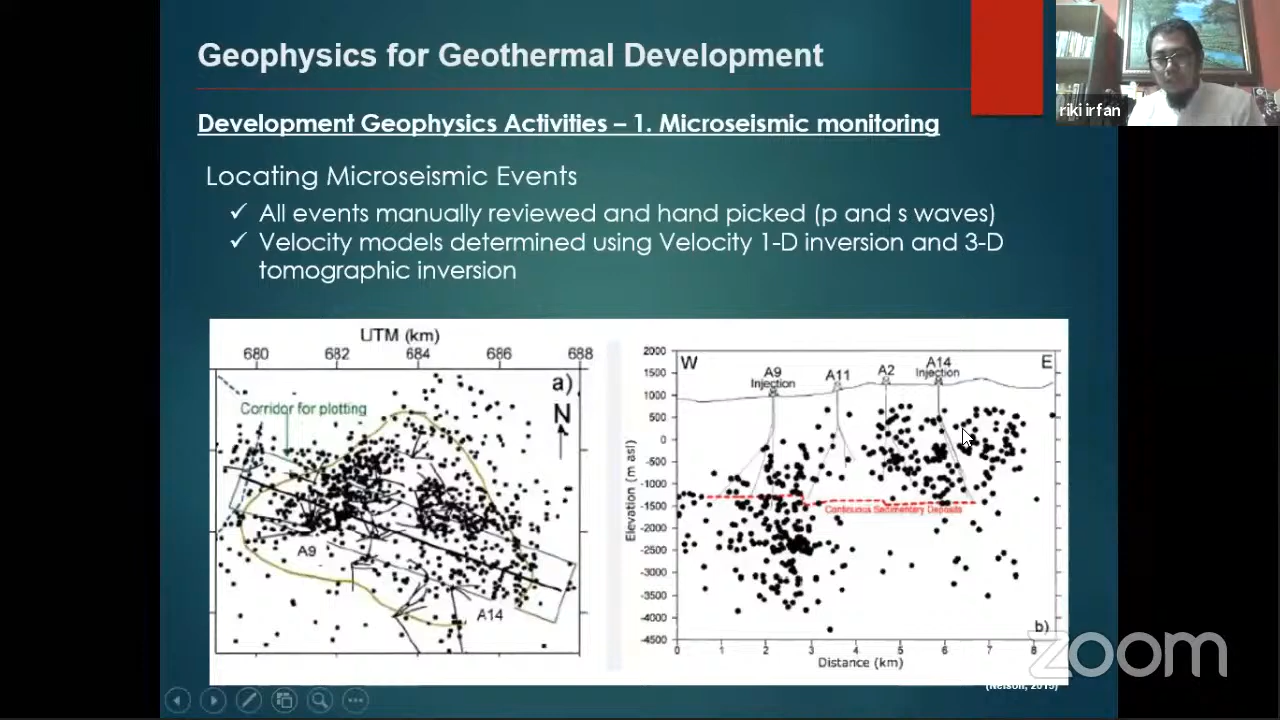 Geophysics for Geothermal Development
riki irfan
Development Geophysics Activities – 1. Microseismic monitoring
Locating Microseismic Events
✓ All events manually reviewed and hand picked (p and s waves)
✓ Velocity models determined using Velocity 1-D inversion and 3-D
tomographic inversion
UTM (km)
680 682 684 686 688
a)
Corridor for plotting
N
A9
A14
W E
A9
Injection
A11
A2
A14
Injection
2000
1500
1000
500
0
-500
-1000
-1500
-2000
-2500
-3000
-3500
-4000
-4500
Elevation (m asl)
Continuous Sedimentary Deposits
b)
0 1 2 3 4 5 6 7 8
Distance (km)
zoom